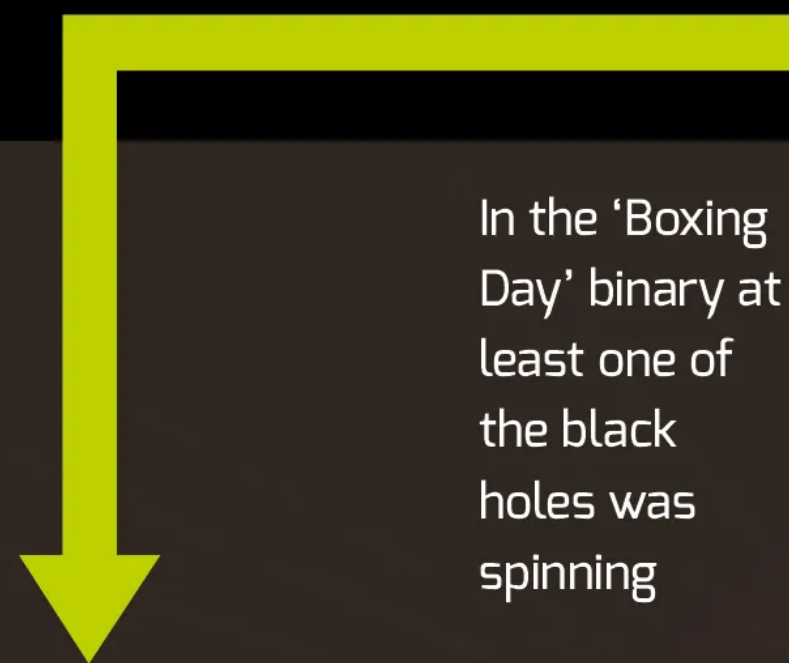 In the ‘Boxing
Day’ binary at
least one of
the black
holes was
spinning